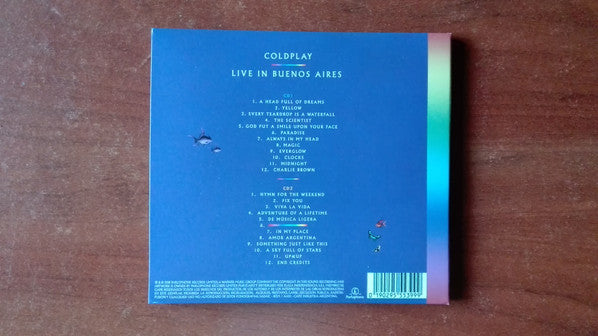 COLDPLAY
LIVE IN BUENOS AIRES
CD1
1. A HEAD FULL OF DREAMS
2. YELLOW
3. EVERY TEARDROP IS A WATERFALL
4. THE SCIENTIST
5. GOD PUT A SMILE UPON YOUR FACE
6. PARADISE
7. ALWAYS IN MY HEAD
8. MAGIC
9. EVERGLOW
10. CLOCKS
11. MIDNIGHT
12. CHARLIE BROWN
CD2
1. HYMN FOR THE WEEKEND
2. FIX YOU
3. VIVA LA VIDA
4. ADVENTURE OF A LIFETIME
5. DE MÚSICA LIGERA
6.
7. IN MY PLACE
8. AMOR ARGENTINA
9. SOMETHING JUST LIKE THIS
10. A SKY FULL OF STARS
11. UP&UP
12. END CREDITS
Parlophone